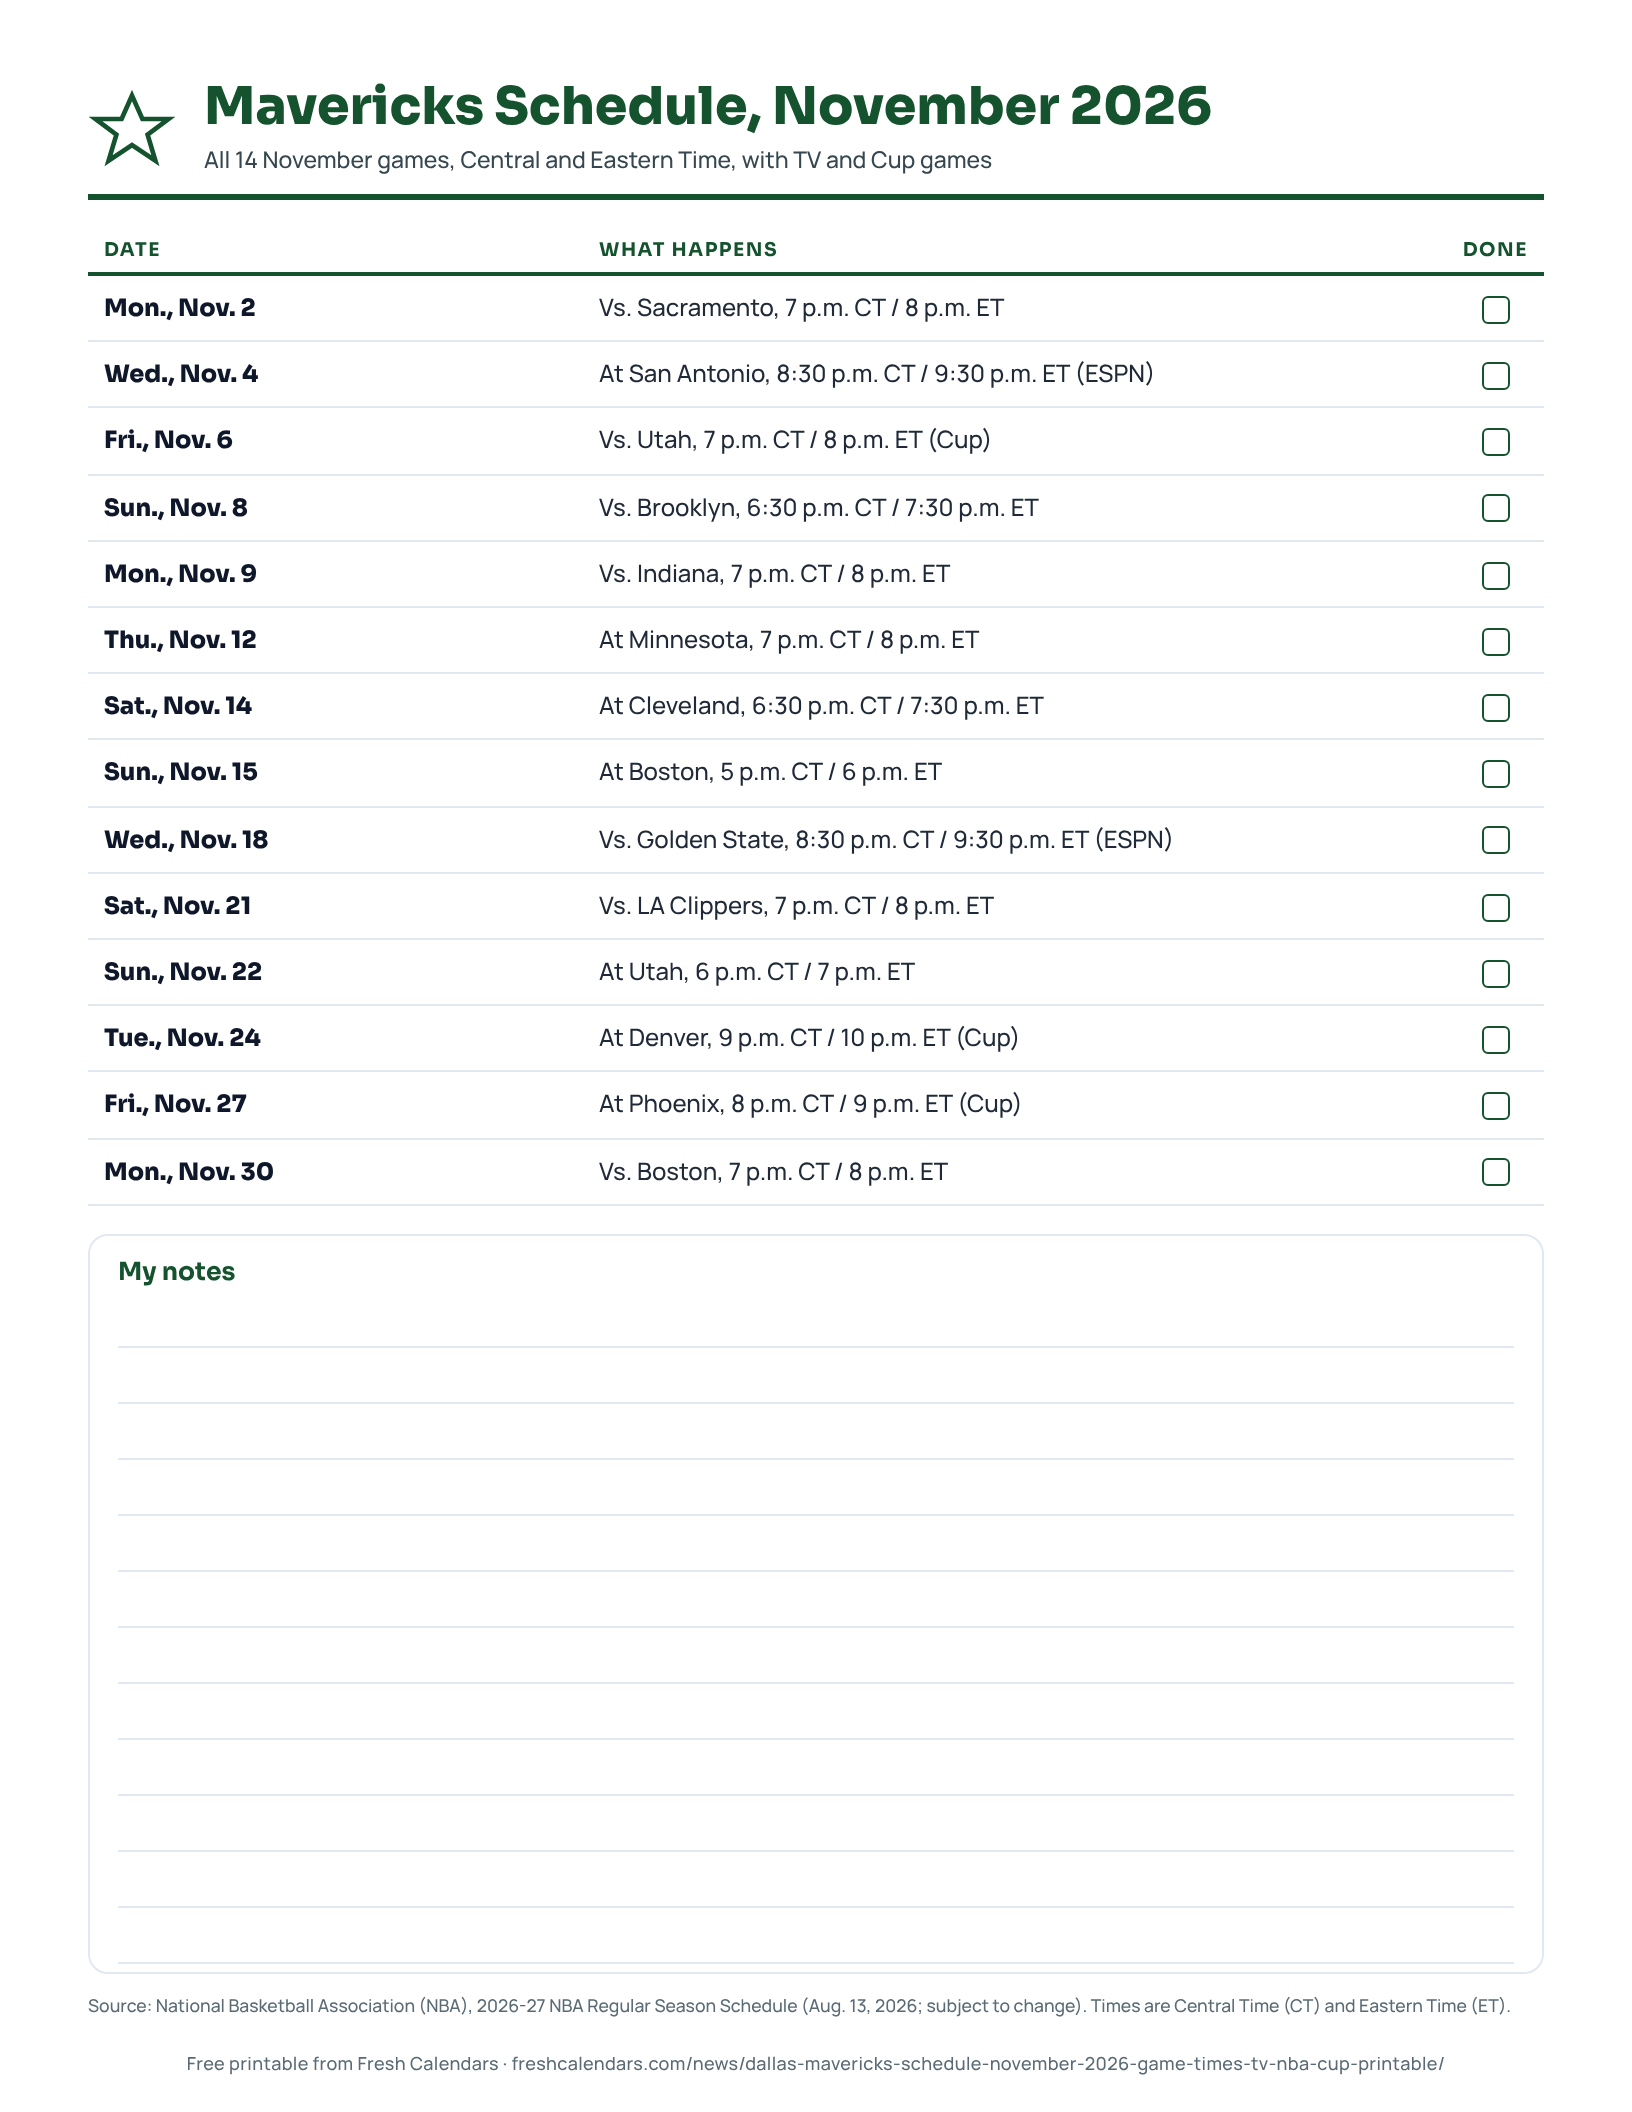 Mavericks Schedule, November 2026
All 14 November games, Central and Eastern Time, with TV and Cup games
DATE WHAT HAPPENS DONE
Mon., Nov. 2 Vs. Sacramento, 7 p.m. CT / 8 p.m. ET
Wed., Nov. 4 At San Antonio, 8:30 p.m. CT / 9:30 p.m. ET (ESPN)
Fri., Nov. 6 Vs. Utah, 7 p.m. CT / 8 p.m. ET (Cup)
Sun., Nov. 8 Vs. Brooklyn, 6:30 p.m. CT / 7:30 p.m. ET
Mon., Nov. 9 Vs. Indiana, 7 p.m. CT / 8 p.m. ET
Thu., Nov. 12 At Minnesota, 7 p.m. CT / 8 p.m. ET
Sat., Nov. 14 At Cleveland, 6:30 p.m. CT / 7:30 p.m. ET
Sun., Nov. 15 At Boston, 5 p.m. CT / 6 p.m. ET
Wed., Nov. 18 Vs. Golden State, 8:30 p.m. CT / 9:30 p.m. ET (ESPN)
Sat., Nov. 21 Vs. LA Clippers, 7 p.m. CT / 8 p.m. ET
Sun., Nov. 22 At Utah, 6 p.m. CT / 7 p.m. ET
Tue., Nov. 24 At Denver, 9 p.m. CT / 10 p.m. ET (Cup)
Fri., Nov. 27 At Phoenix, 8 p.m. CT / 9 p.m. ET (Cup)
Mon., Nov. 30 Vs. Boston, 7 p.m. CT / 8 p.m. ET
My notes
Source: National Basketball Association (NBA), 2026-27 NBA Regular Season Schedule (Aug. 13, 2026; subject to change). Times are Central Time (CT) and Eastern Time (ET).
Free printable from Fresh Calendars · freshcalendars.com/news/dallas-mavericks-schedule-november-2026-game-times-tv-nba-cup-printable/